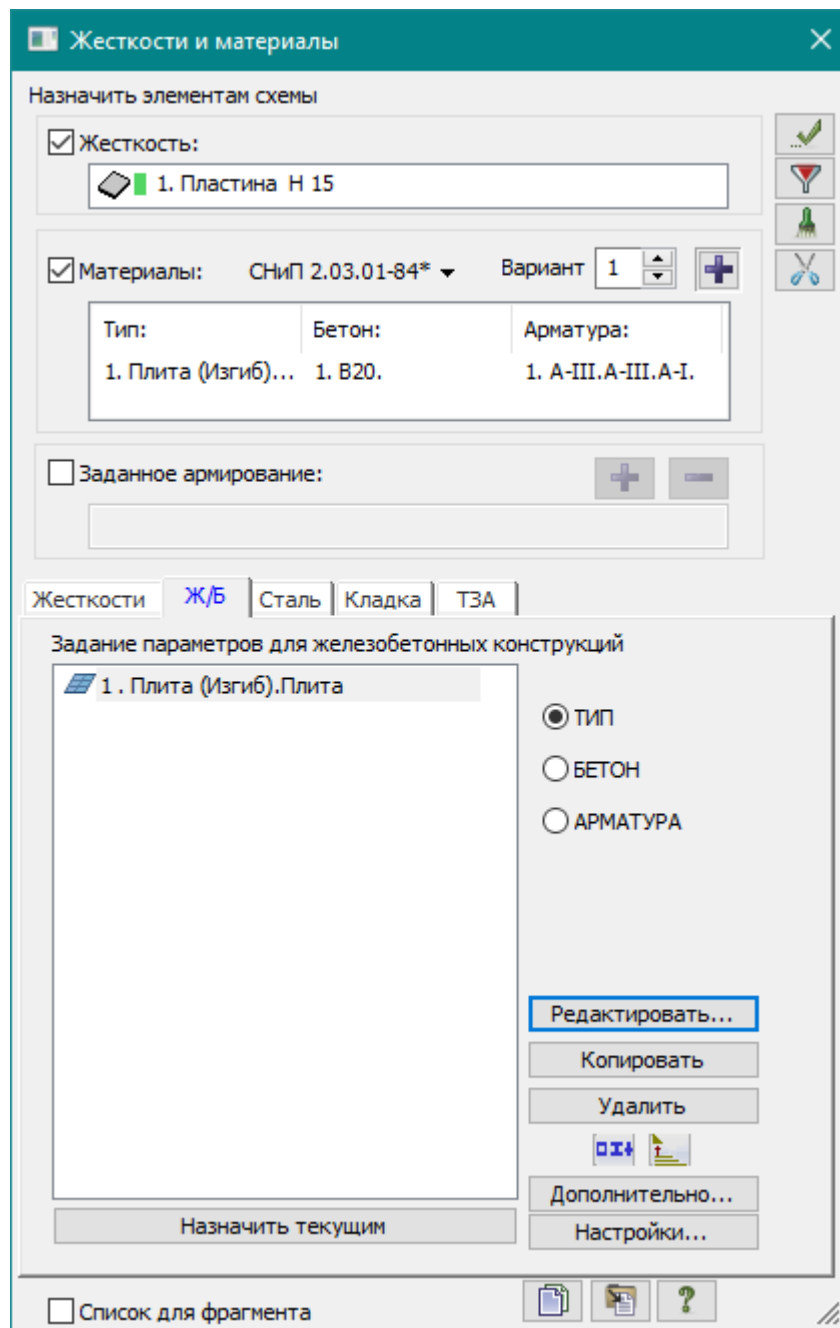 Жесткости и материалы
Назначить элементам схемы
Жесткость:
1. Пластина H 15
Материалы: СНиП 2.03.01-84* Вариант 1
Тип: Бетон: Арматура:
1. Плита (Изгиб)... 1. B20. 1. A-III.A-III.A-I.
Заданное армирование:
Жесткости Ж/Б Сталь Кладка ТЗА
Задание параметров для железобетонных конструкций
1 . Плита (Изгиб).Плита
ТИП
БЕТОН
АРМАТУРА
Редактировать...
Копировать
Удалить
Дополнительно...
Назначить текущим
Настройки...
Список для фрагмента
?